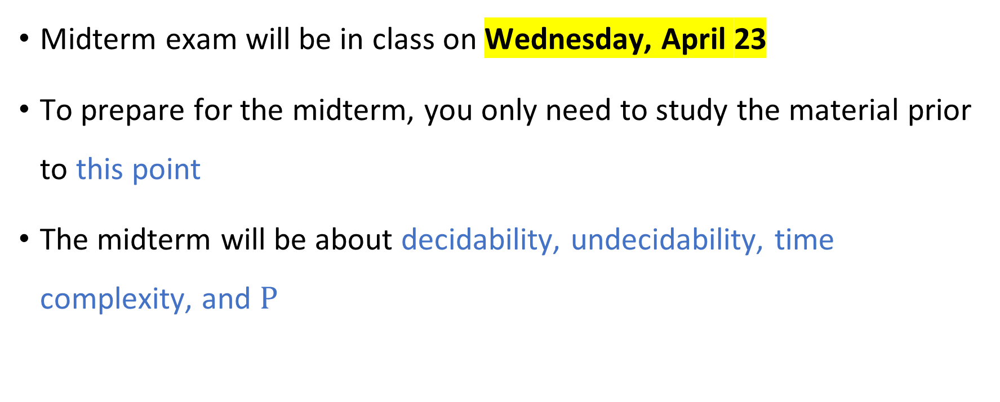 • Midterm exam will be in class on Wednesday, April 23
• To prepare for the midterm, you only need to study the material prior
to this point
• The midterm will be about decidability, undecidability, time
complexity, and P